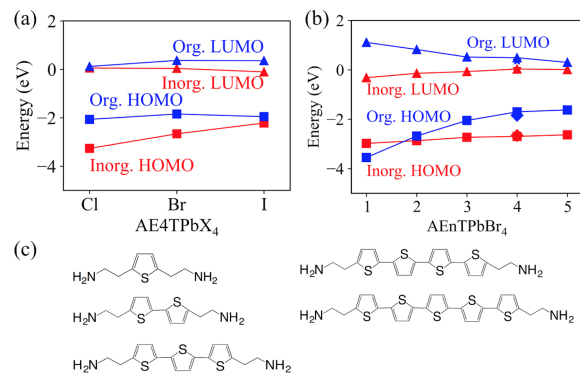 (a)
Energy (eV)
2
0
−2
−4
Org. LUMO
Inorg. LUMO
Org. HOMO
Inorg. HOMO
Cl
Br
I
AE4TPbX4
(b)
Energy (eV)
2
0
−2
−4
Org. LUMO
Inorg. LUMO
Org. HOMO
Inorg. HOMO
1
2
3
4
5
AEnTPbBr4
(c)
H2N S NH2
H2N S S NH2
H2N S S S NH2
H2N S S S S NH2
H2N S S S S S NH2